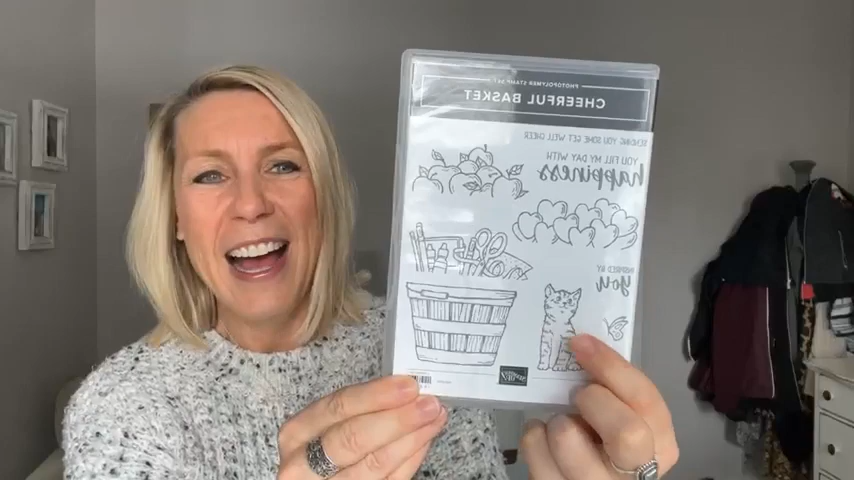 PHOTOPOLYMER STAMP SET
CHEERFUL BASKET
SENDING YOU SOME GET WELL CHEER
YOU FILL MY DAY WITH
happiness
INSPIRED BY
you